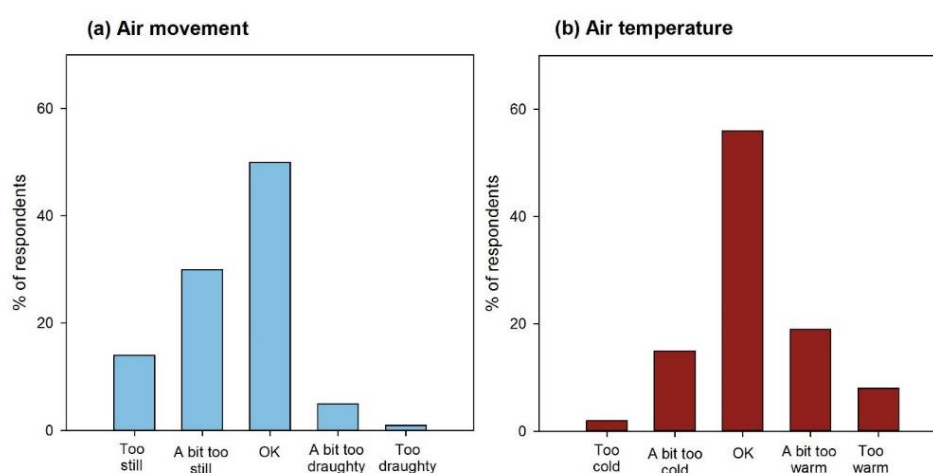 (a) Air movement
% of respondents
60
40
20
0
Too
still
A bit too
still
OK
A bit too
draughty
Too
draughty
(b) Air temperature
% of respondents
60
40
20
0
Too
cold
A bit too
cold
OK
A bit too
warm
Too
warm